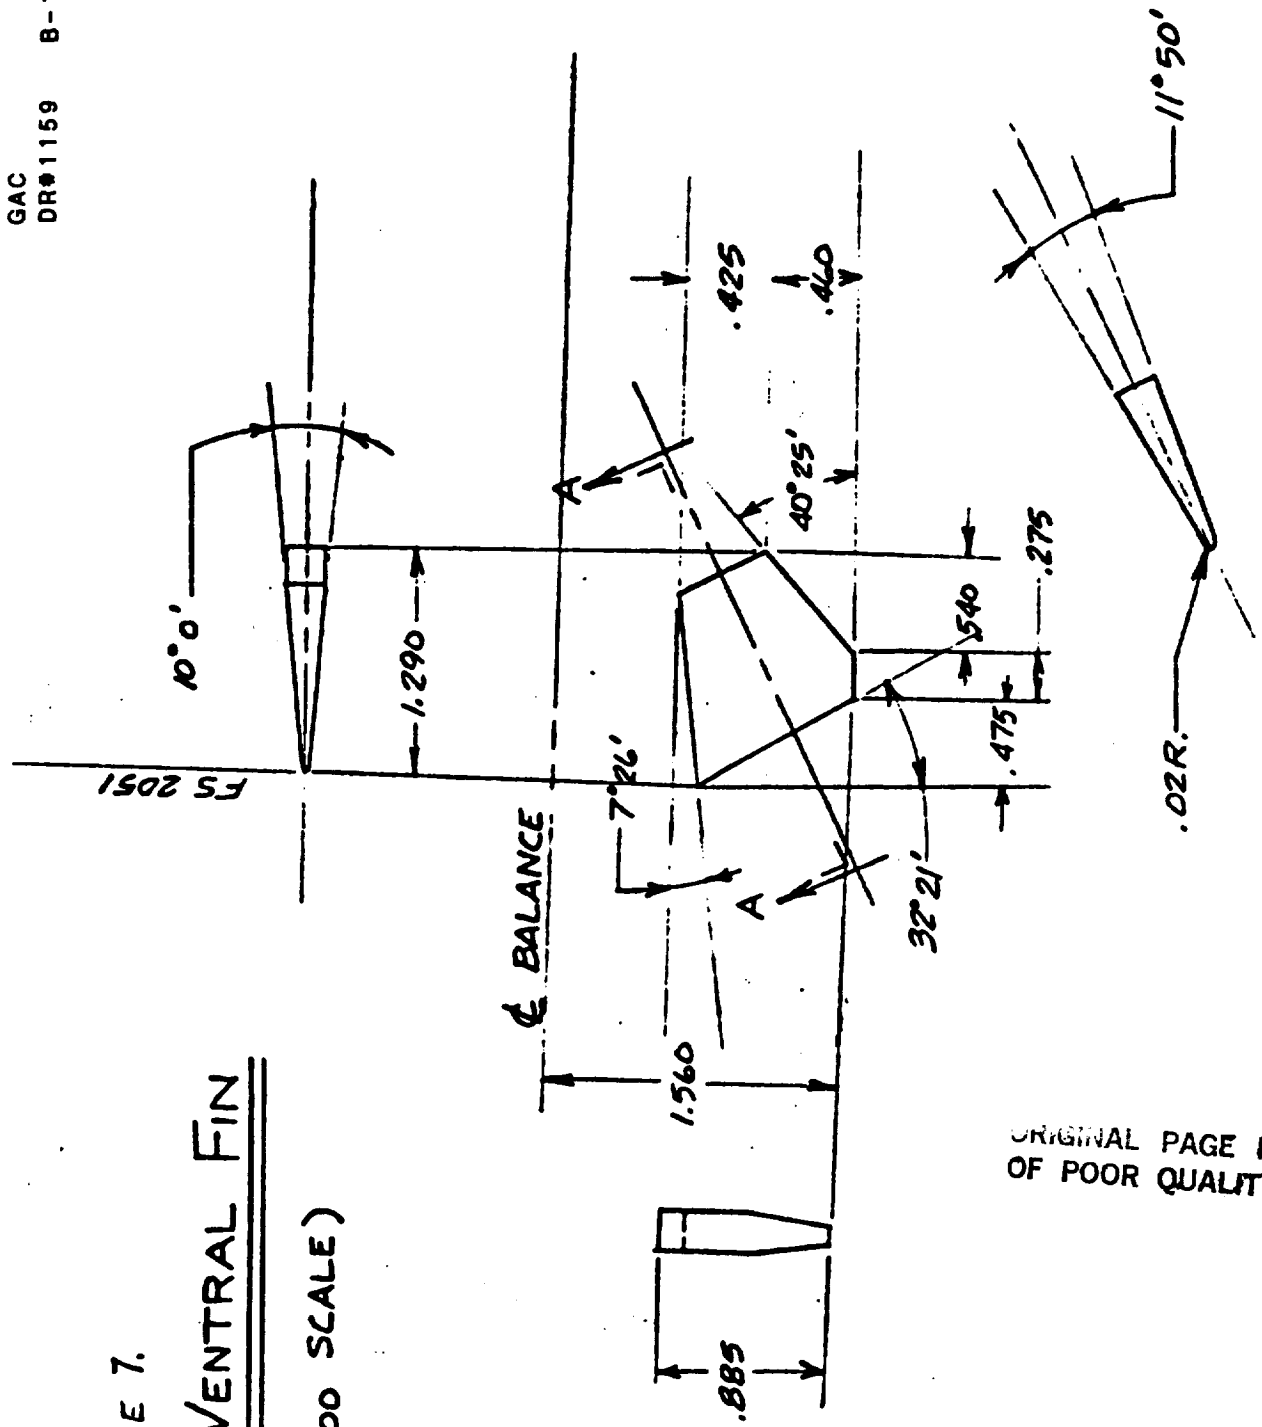 GAC
DR#1159 B-
E 7.
VENTRAL FIN
00 SCALE)
10°0'
FS 2051
1.290
℄ BALANCE
7°26'
A
A
.425
.460
40°25'
.540
.275
.475
32°21'
1.560
.885
11°50'
.02R.
ORIGINAL PAGE
OF POOR QUALIT